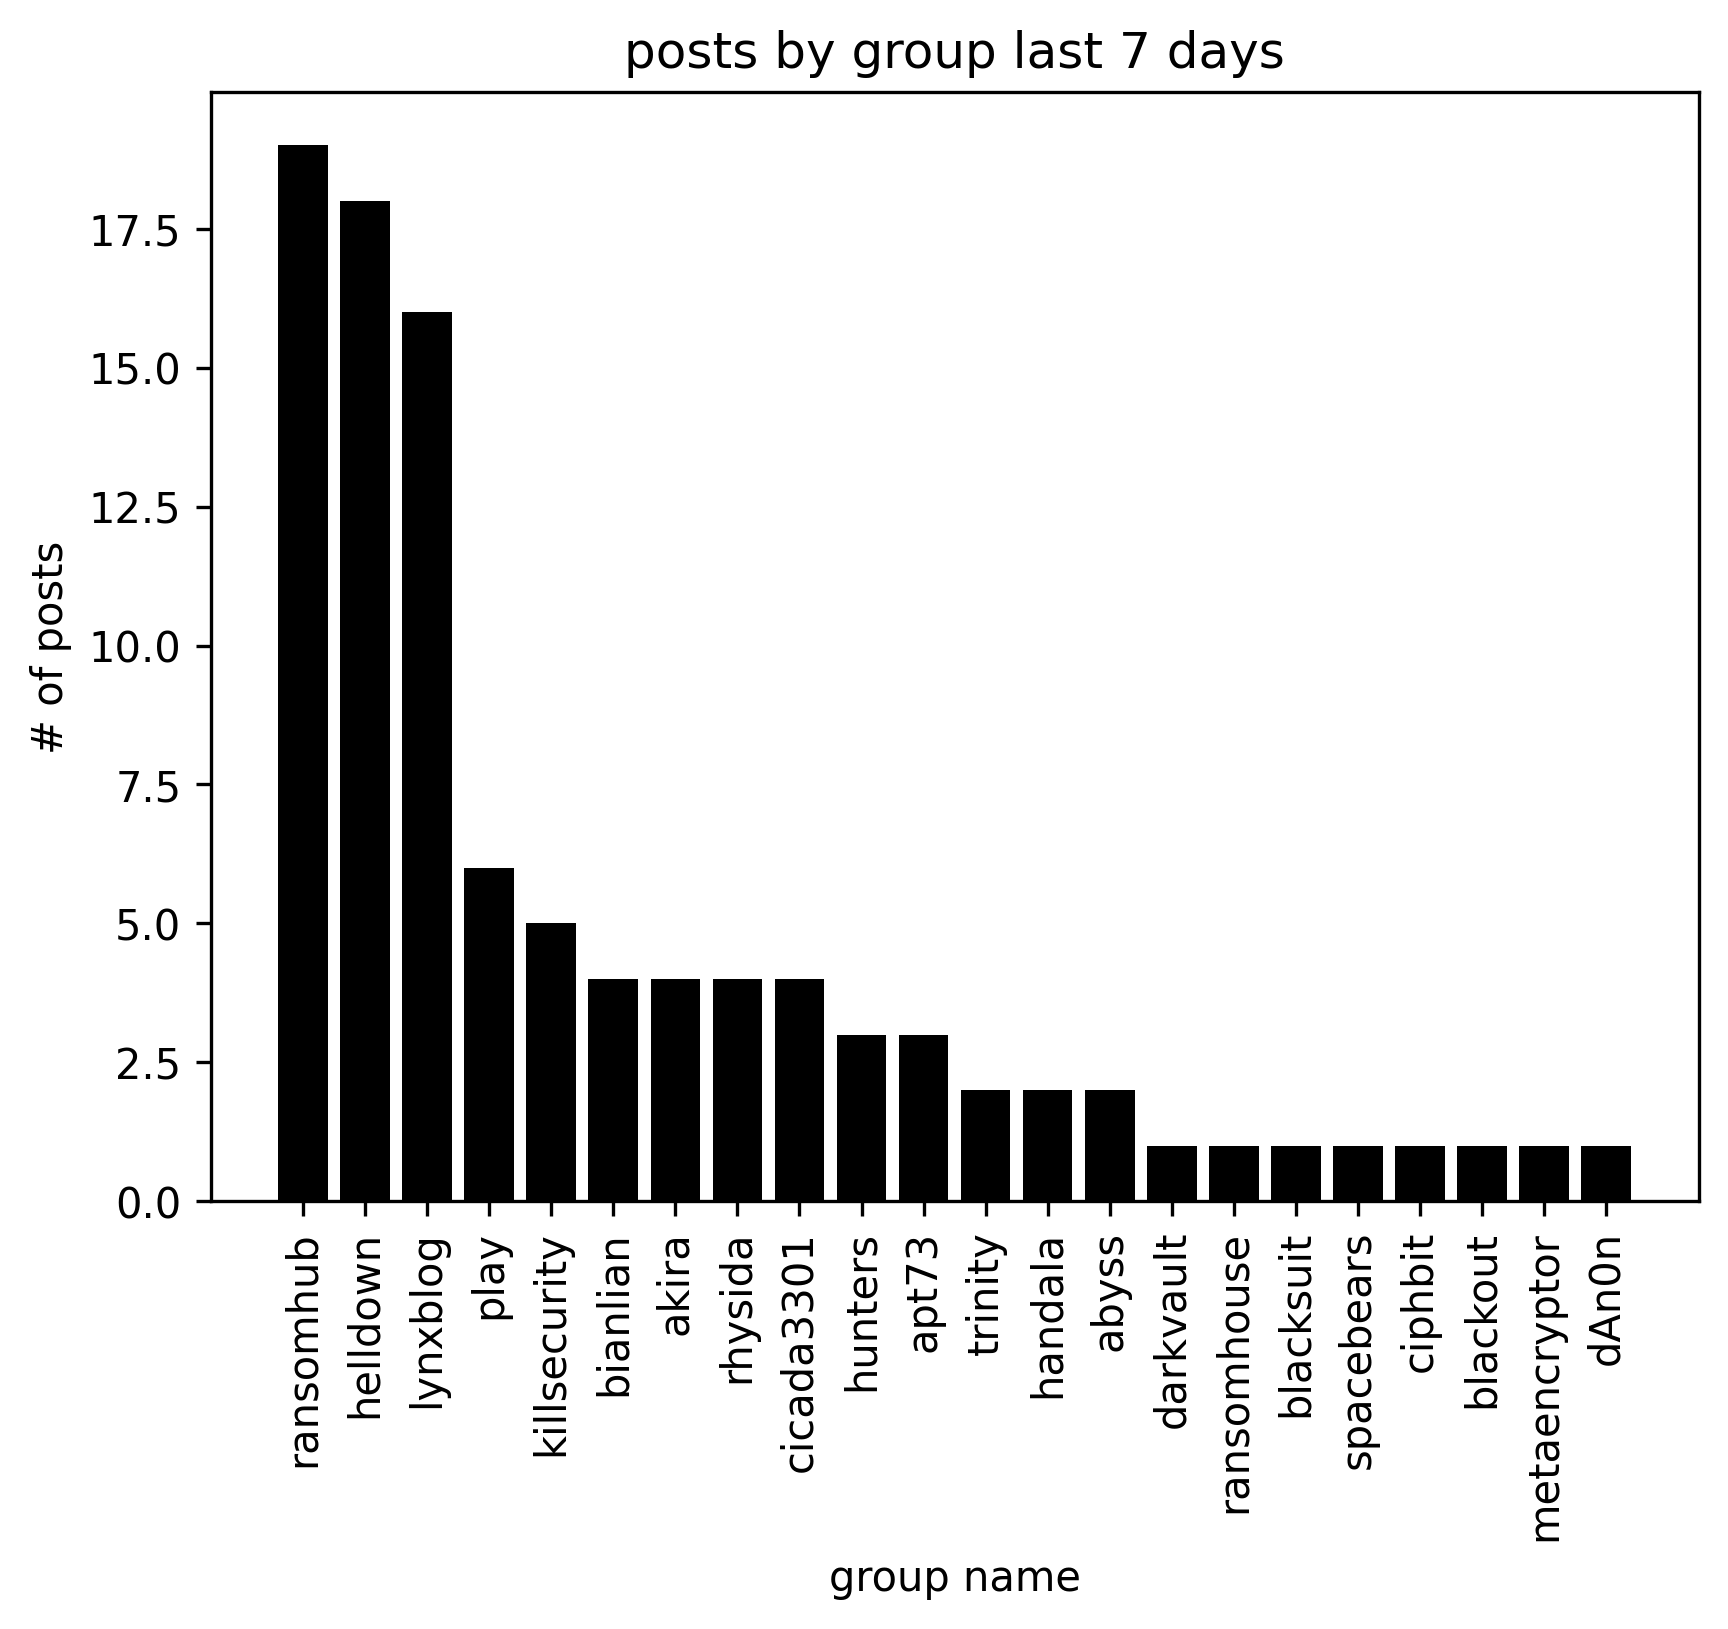 posts by group last 7 days
# of posts
17.5
15.0
12.5
10.0
7.5
5.0
2.5
0.0
ransomhub
helldown
lynxblog
play
killsecurity
bianlian
akira
rhysida
cicada3301
hunters
apt73
trinity
handala
abyss
darkvault
ransomhouse
blacksuit
spacebears
ciphbit
blackout
metaencryptor
dAn0n
group name